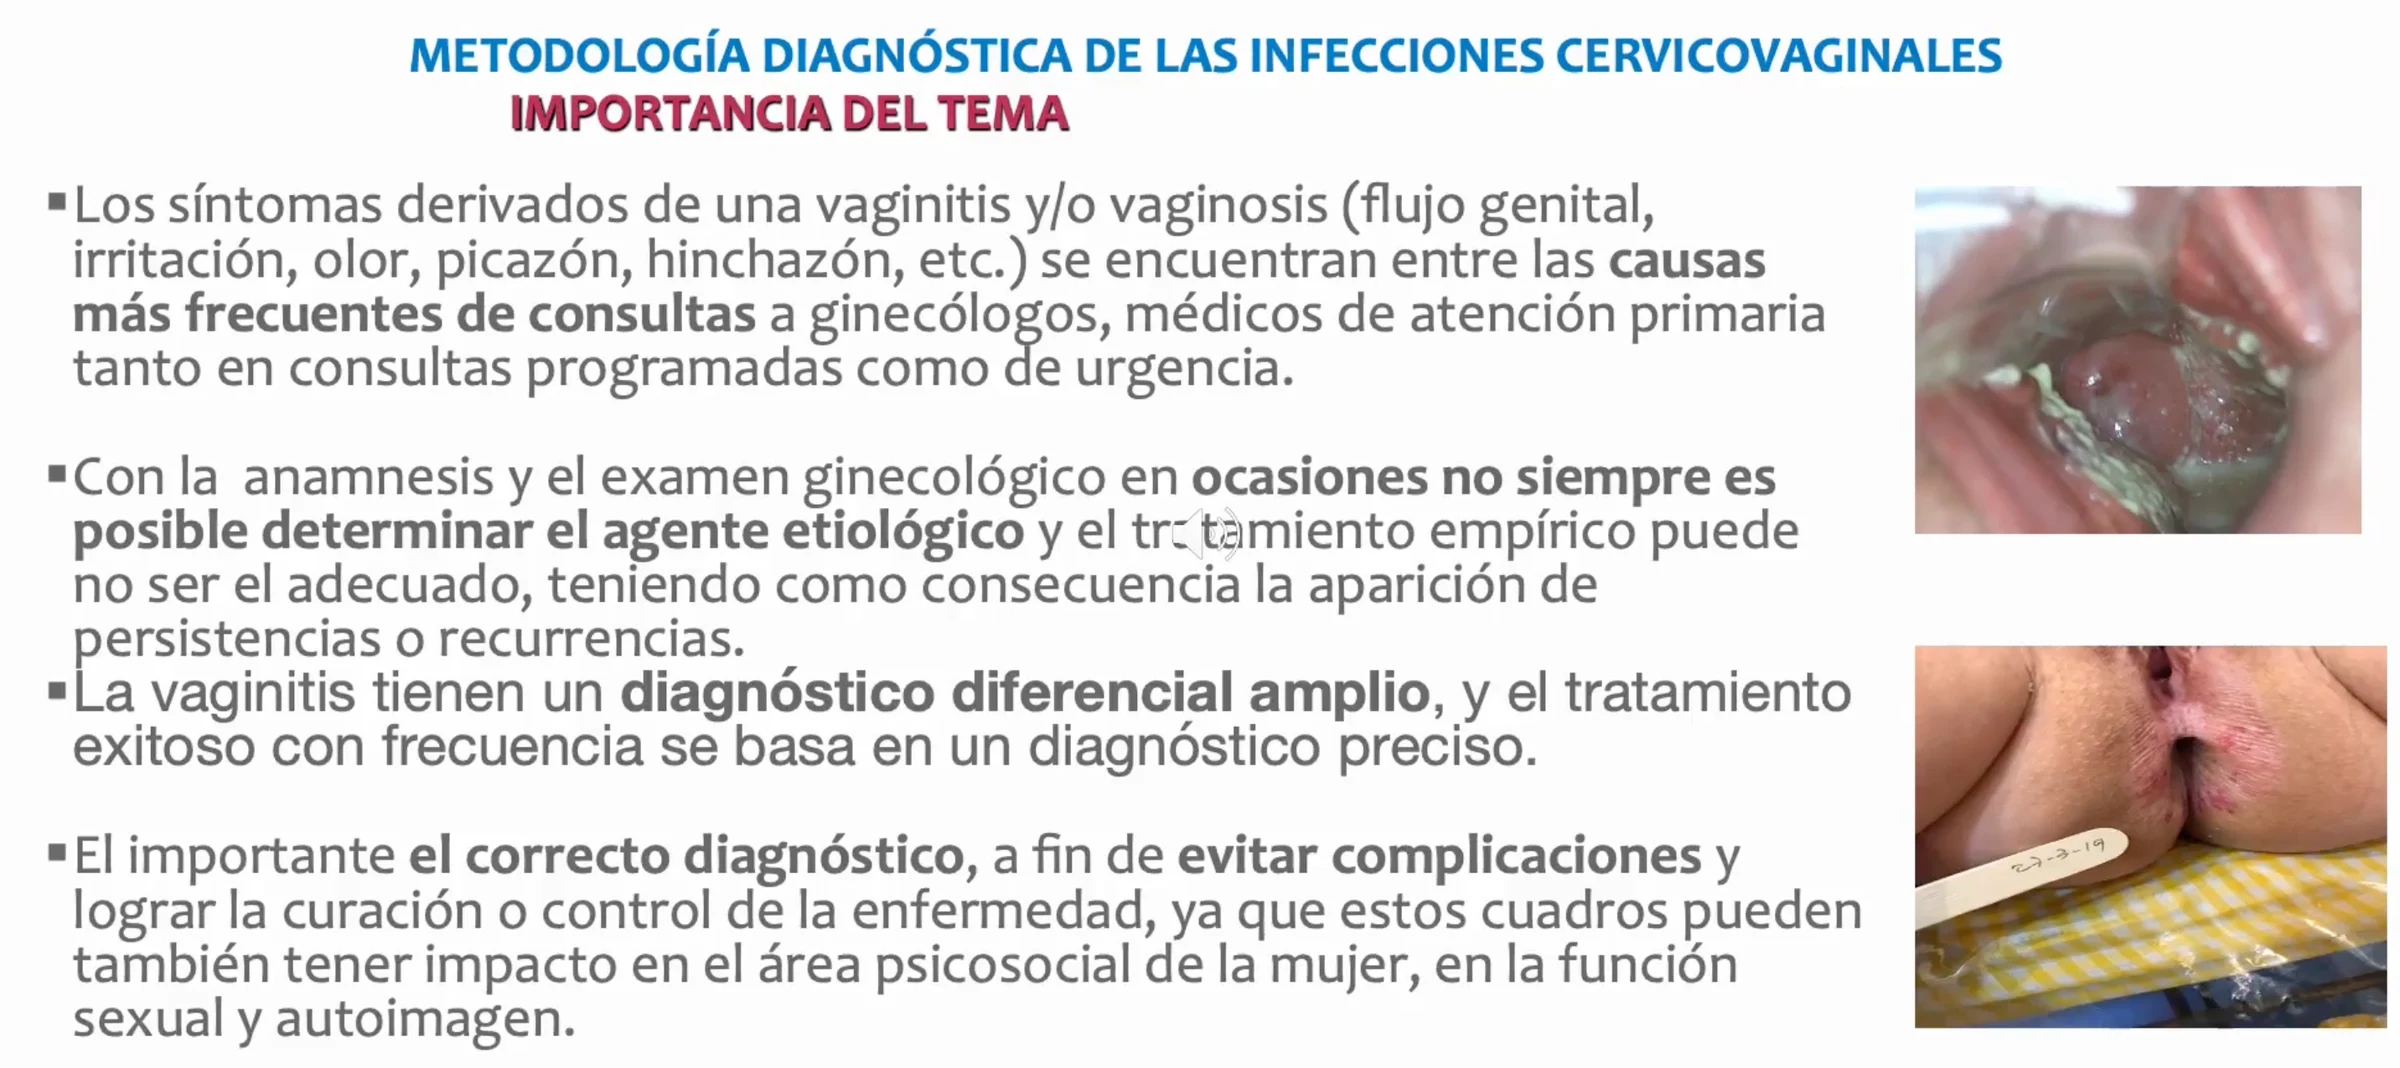 METODOLOGÍA DIAGNÓSTICA DE LAS INFECCIONES CERVICOVAGINALES
IMPORTANCIA DEL TEMA
▪Los síntomas derivados de una vaginitis y/o vaginosis (flujo genital,
irritación, olor, picazón, hinchazón, etc.) se encuentran entre las causas
más frecuentes de consultas a ginecólogos, médicos de atención primaria
tanto en consultas programadas como de urgencia.
▪Con la anamnesis y el examen ginecológico en ocasiones no siempre es
posible determinar el agente etiológico y el tratamiento empírico puede
no ser el adecuado, teniendo como consecuencia la aparición de
persistencias o recurrencias.
▪La vaginitis tienen un diagnóstico diferencial amplio, y el tratamiento
exitoso con frecuencia se basa en un diagnóstico preciso.
▪El importante el correcto diagnóstico, a fin de evitar complicaciones y
lograr la curación o control de la enfermedad, ya que estos cuadros pueden
también tener impacto en el área psicosocial de la mujer, en la función
sexual y autoimagen.
27-3-19